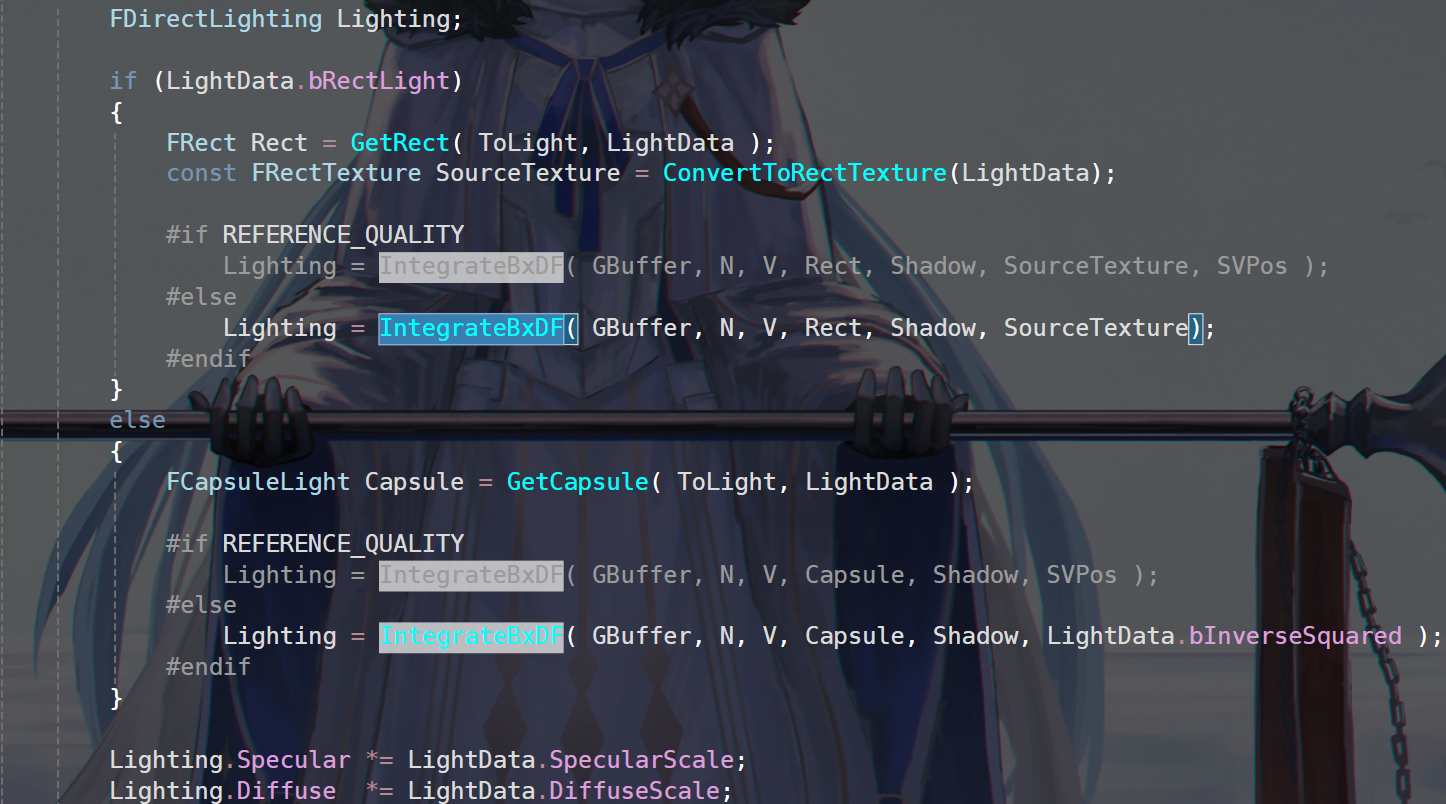 FDirectLighting Lighting;
if (LightData.bRectLight)
{
FRect Rect = GetRect( ToLight, LightData );
const FRectTexture SourceTexture = ConvertToRectTexture(LightData);
#if REFERENCE_QUALITY
Lighting = IntegrateBxDF( GBuffer, N, V, Rect, Shadow, SourceTexture, SVPos );
#else
Lighting = IntegrateBxDF( GBuffer, N, V, Rect, Shadow, SourceTexture);
#endif
}
else
{
FCapsuleLight Capsule = GetCapsule( ToLight, LightData );
#if REFERENCE_QUALITY
Lighting = IntegrateBxDF( GBuffer, N, V, Capsule, Shadow, SVPos );
#else
Lighting = IntegrateBxDF( GBuffer, N, V, Capsule, Shadow, LightData.bInverseSquared );
#endif
}
Lighting.Specular *= LightData.SpecularScale;
Lighting.Diffuse  *= LightData.DiffuseScale;